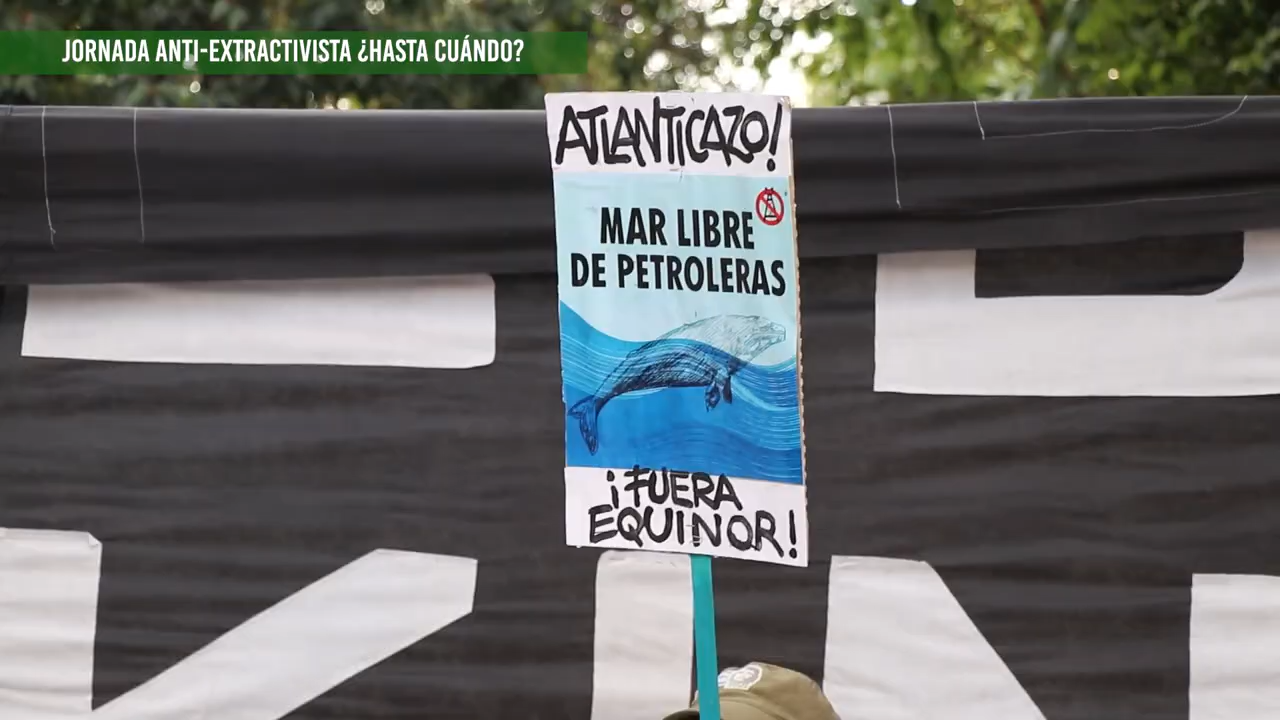 JORNADA ANTI-EXTRACTIVISTA ¿HASTA CUÁNDO?
ATLANTICAZO!
MAR LIBRE
DE PETROLERAS
¡FUERA
EQUINOR!